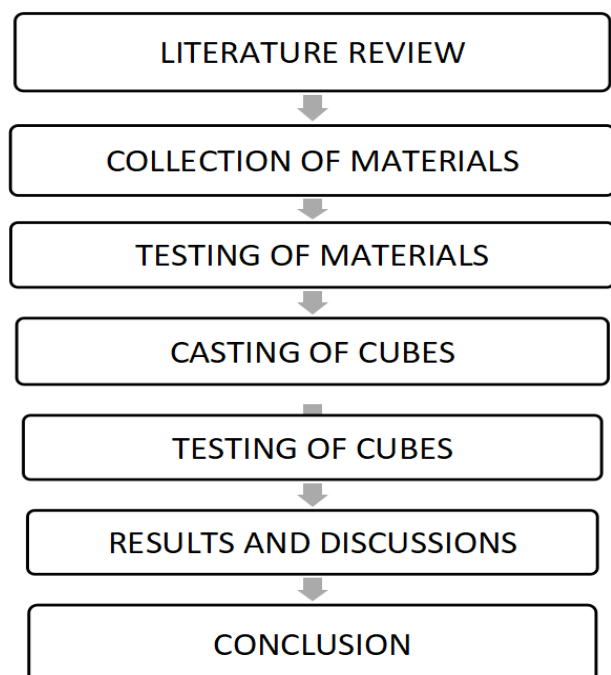 LITERATURE REVIEW
COLLECTION OF MATERIALS
TESTING OF MATERIALS
CASTING OF CUBES
TESTING OF CUBES
RESULTS AND DISCUSSIONS
CONCLUSION